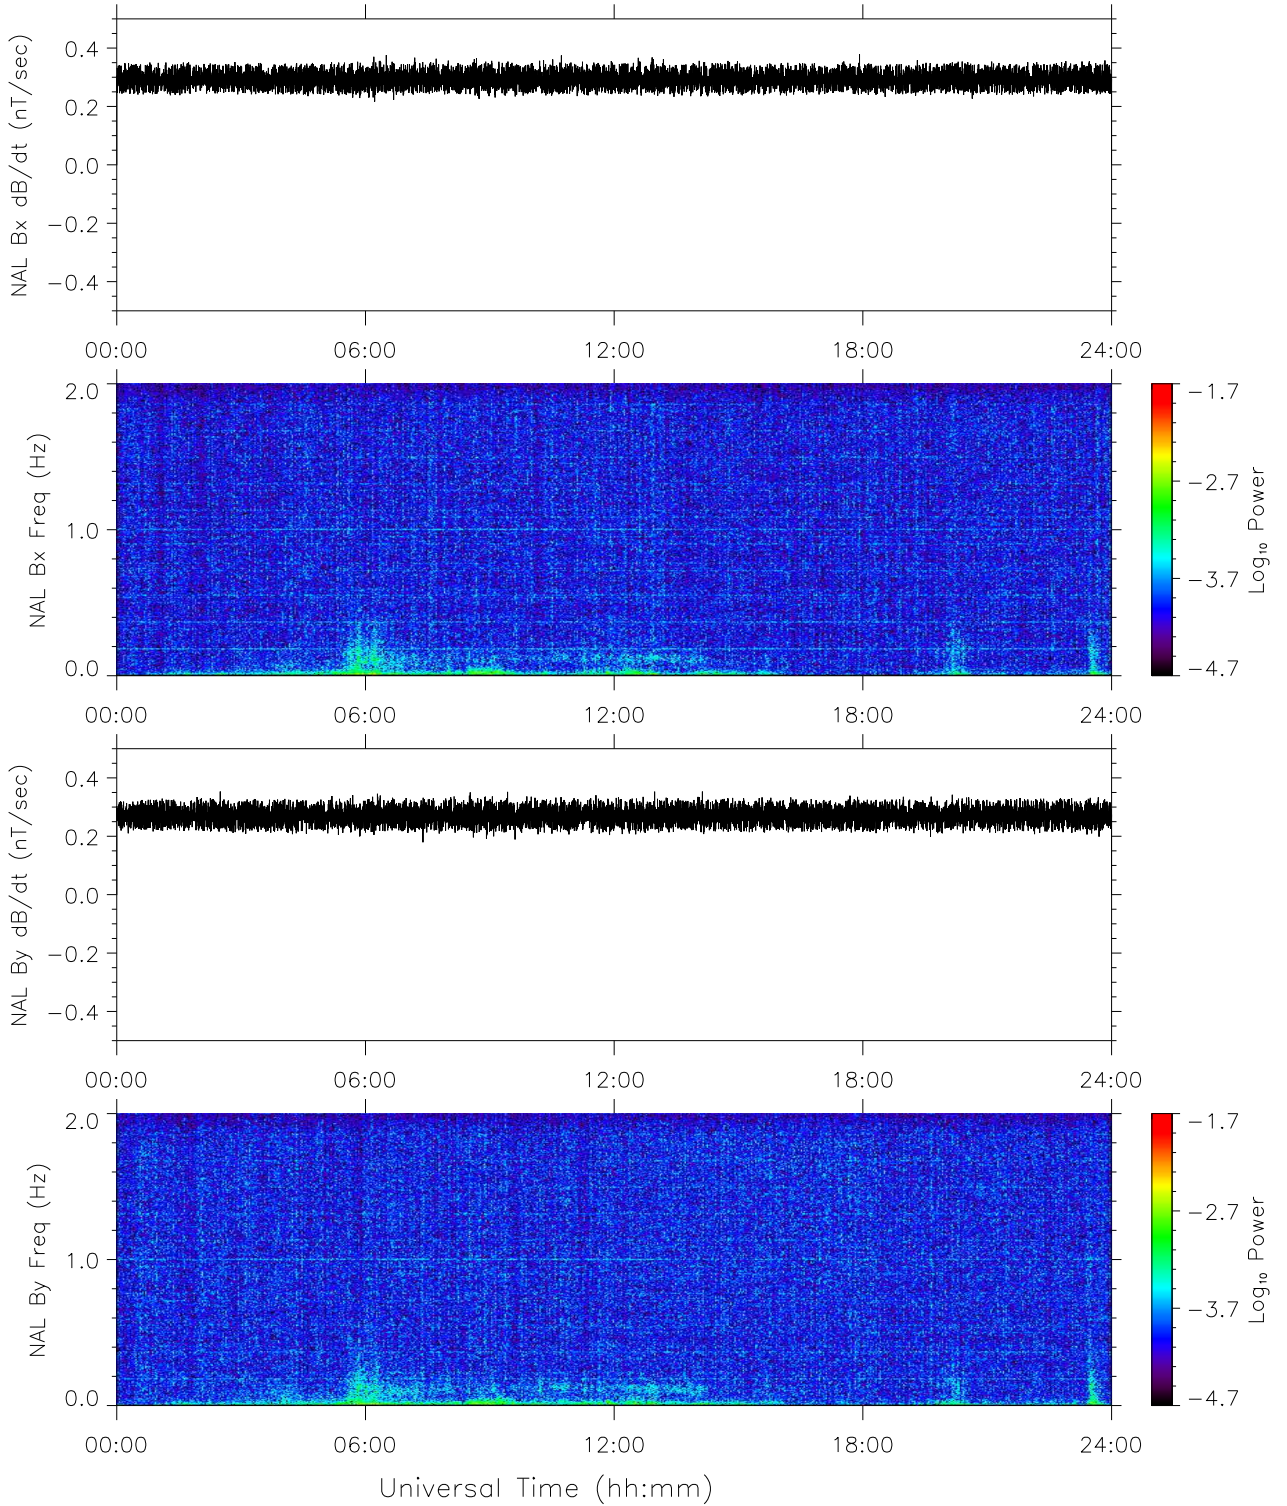 NAL Bx dB/dt (nT/sec)
0.4
0.2
0.0
−0.2
−0.4
00:00 06:00 12:00 18:00 24:00
NAL Bx Freq (Hz)
2.0
1.0
0.0
−1.7
−2.7
−3.7
−4.7
Log₁₀ Power
00:00 06:00 12:00 18:00 24:00
NAL By dB/dt (nT/sec)
0.4
0.2
0.0
−0.2
−0.4
00:00 06:00 12:00 18:00 24:00
NAL By Freq (Hz)
2.0
1.0
0.0
−1.7
−2.7
−3.7
−4.7
Log₁₀ Power
00:00 06:00 12:00 18:00 24:00
Universal Time (hh:mm)